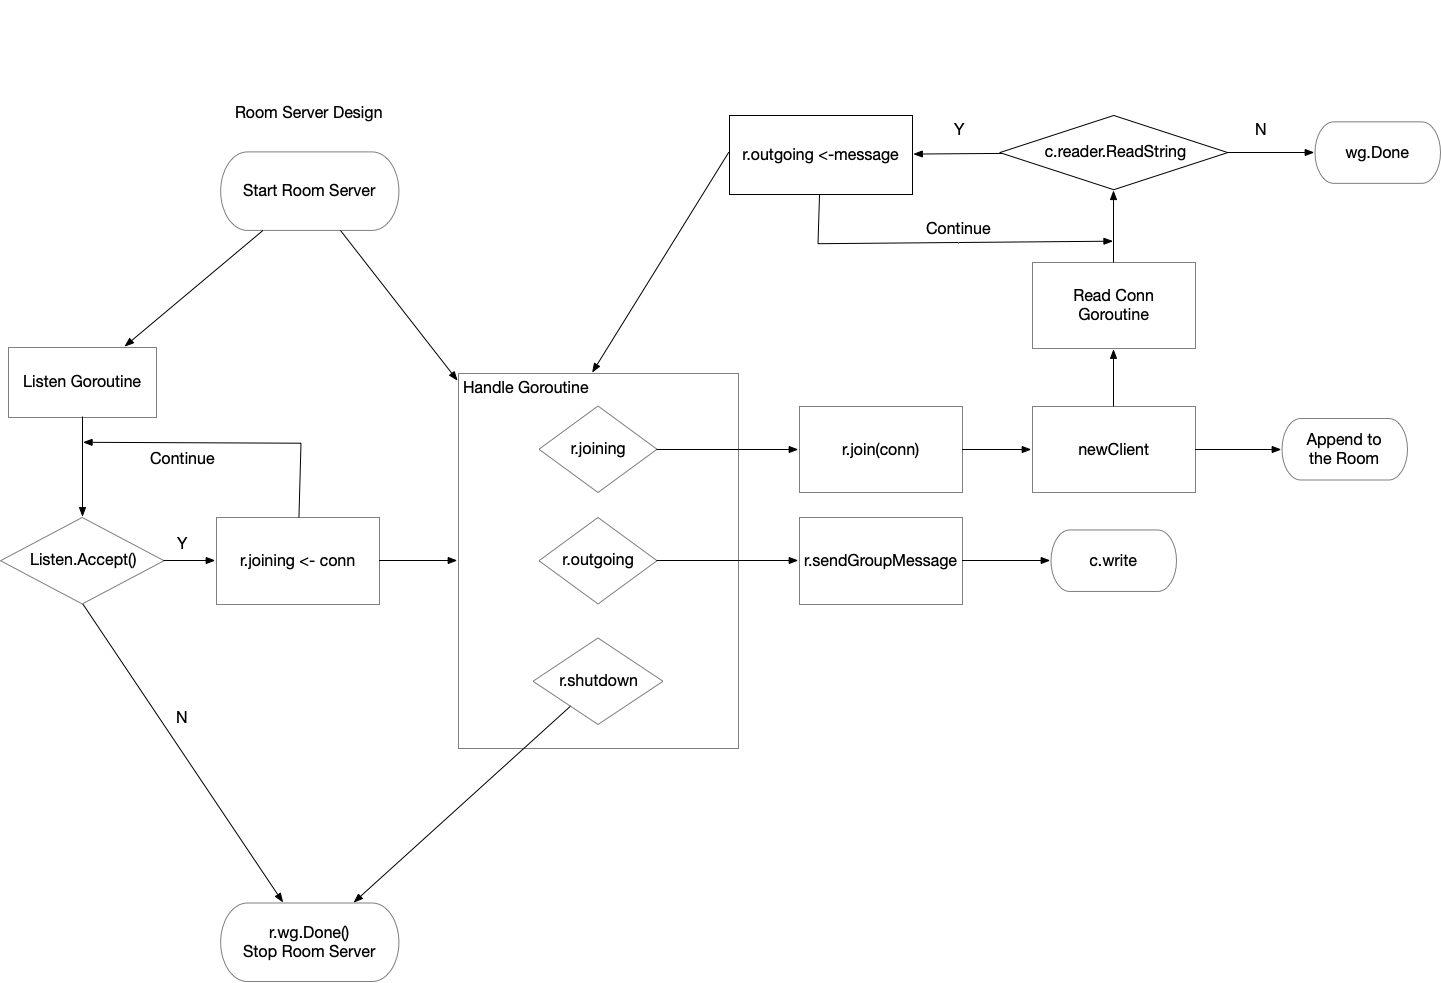 Room Server Design
Start Room Server
r.outgoing <-message
Y
c.reader.ReadString
N
wg.Done
Continue
Read Conn
Goroutine
Listen Goroutine
Continue
Listen.Accept()
Y
r.joining <- conn
Handle Goroutine
r.joining
r.join(conn)
newClient
Append to
the Room
r.outgoing
r.sendGroupMessage
c.write
r.shutdown
N
r.wg.Done()
Stop Room Server